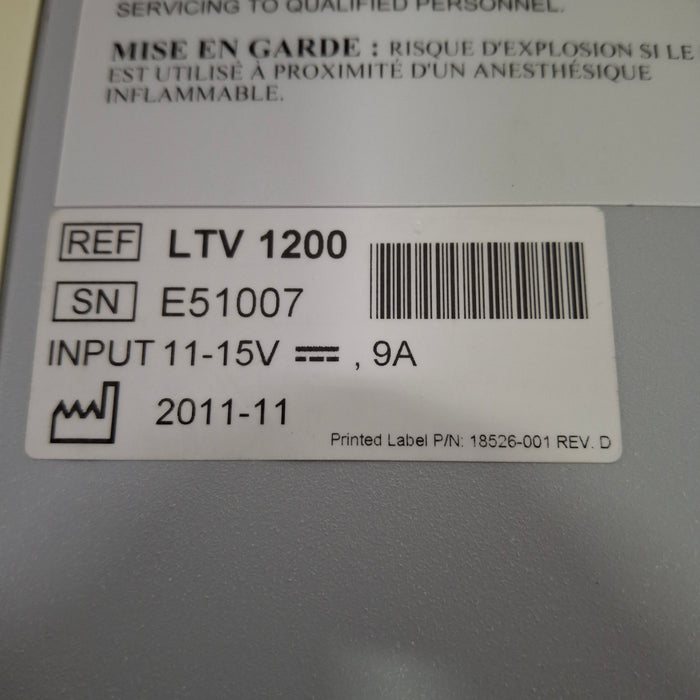 SERVICING TO QUALIFIED PERSONNEL.
MISE EN GARDE : RISQUE D'EXPLOSION SI LE
EST UTILISÉ À PROXIMITÉ D'UN ANESTHÉSIQUE
INFLAMMABLE.
REF LTV 1200
SN E51007
INPUT 11-15V ⎓ , 9A
2011-11
Printed Label P/N: 18526-001 REV. D